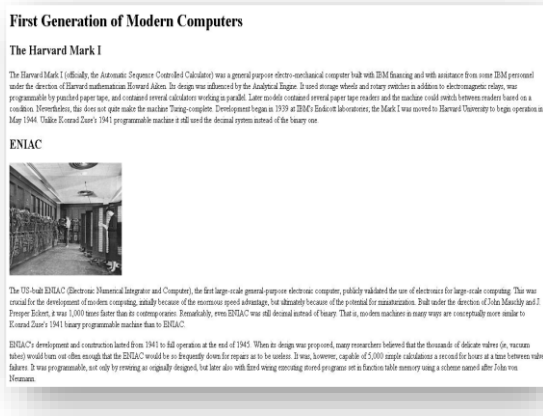 First Generation of Modern Computers
The Harvard Mark I
The Harvard Mark I (officially, the Automatic Sequence Controlled Calculator) was a general purpose electro-mechanical computer built with IBM financing and with assistance from some IBM personnel
under the direction of Harvard mathematician Howard Aiken. Its design was influenced by the Analytical Engine. It used storage wheels and rotary switches in addition to electromagnetic relays, was
programmable by punched paper tape, and contained several calculators working in parallel. Later models contained several paper tape readers and the machine could switch between readers based on a
condition. Nevertheless, this does not quite make the machine Turing-complete. Development began in 1939 at IBM's Endicott laboratories; the Mark I was moved to Harvard University to begin operation in
May 1944. Unlike Konrad Zuse's 1941 programmable machine it still used the decimal system instead of the binary one.
ENIAC
The US-built ENIAC (Electronic Numerical Integrator and Computer), the first large-scale general-purpose electronic computer, publicly validated the use of electronics for large-scale computing. This was
crucial for the development of modern computing, initially because of the enormous speed advantage, but ultimately because of the potential for miniaturization. Built under the direction of John Mauchly and J.
Presper Eckert, it was 1,000 times faster than its contemporaries. Remarkably, even ENIAC was still decimal instead of binary. That is, modern machines in many ways are conceptually more similar to
Konrad Zuse's 1941 binary programmable machine than to ENIAC.
ENIAC's development and construction lasted from 1941 to full operation at the end of 1945. When its design was proposed, many researchers believed that the thousands of delicate valves (ie, vacuum
tubes) would burn out often enough that the ENIAC would be so frequently down for repairs as to be useless. It was, however, capable of 5,000 simple calculations a second for hours at a time between valve
failures. It was programmable, not only by rewiring as originally designed, but later also with fixed wiring executing stored programs set in function table memory using a scheme named after John von
Neumann.